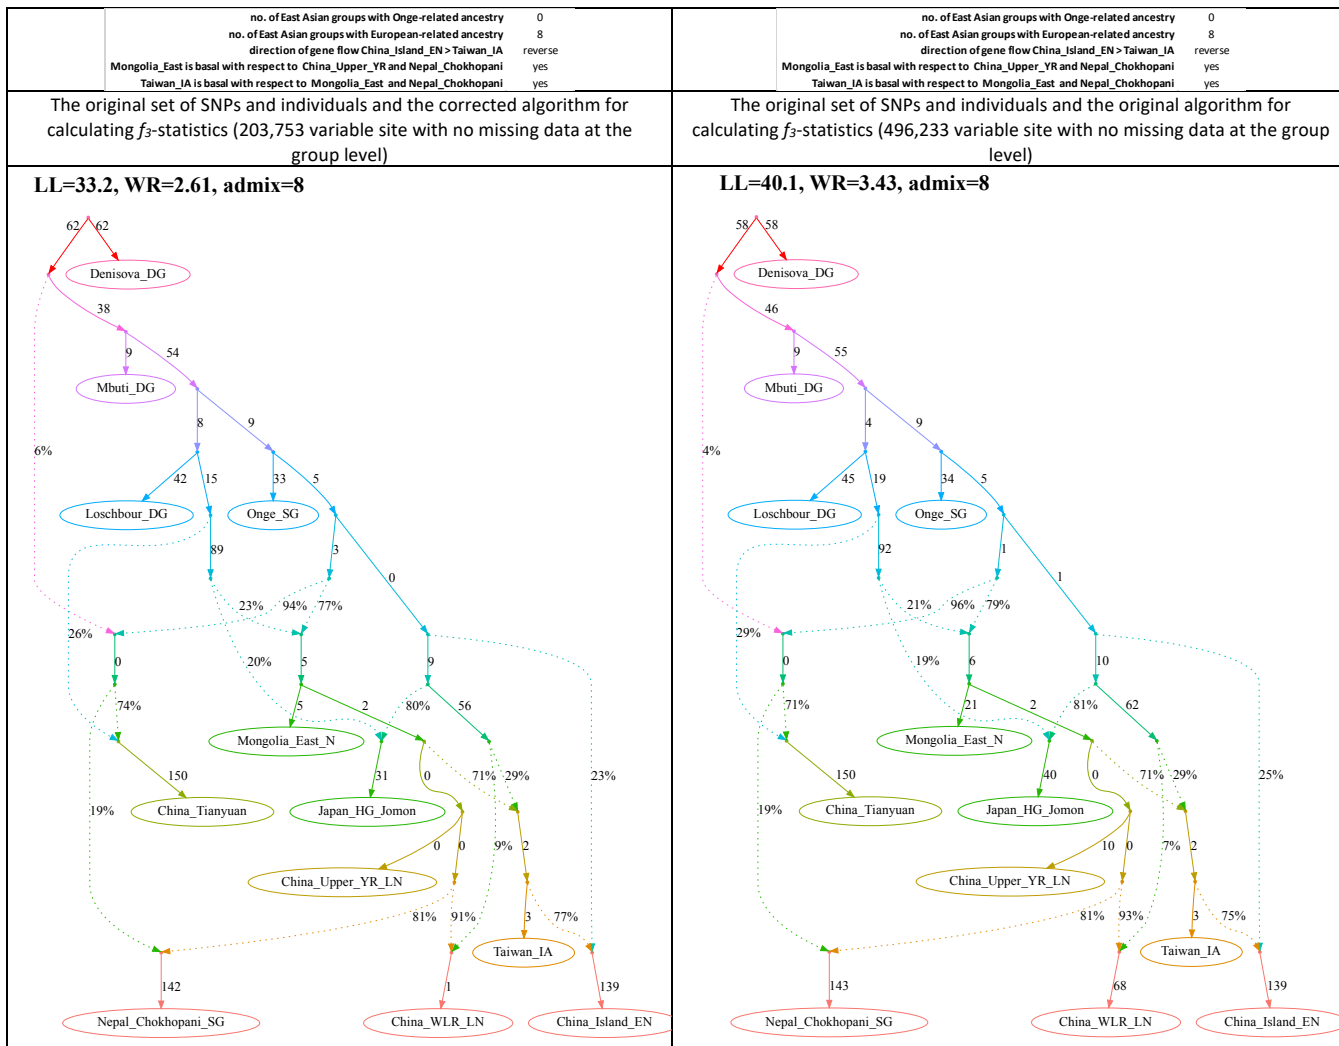 no. of East Asian groups with Onge-related ancestry 0
no. of East Asian groups with European-related ancestry 8
direction of gene flow China_Island_EN > Taiwan_IA reverse
Mongolia_East is basal with respect to China_Upper_YR and Nepal_Chokhopani yes
Taiwan_IA is basal with respect to Mongolia_East and Nepal_Chokhopani yes
The original set of SNPs and individuals and the corrected algorithm for
calculating f3-statistics (203,753 variable site with no missing data at the
group level)
LL=33.2, WR=2.61, admix=8
62 62
Denisova_DG
38
9 54
Mbuti_DG
8 9
6%
42 15 33 5
Loschbour_DG Onge_SG
89 3 0
23% 94% 77%
26% 20%
0 5 9
74% 5 2 80% 56
Mongolia_East_N
150 31 0 71% 29% 23%
China_Tianyuan Japan_HG_Jomon
19%
0 0 9% 2
China_Upper_YR_LN
81% 91% 3 77%
Taiwan_IA
142 1 139
Nepal_Chokhopani_SG China_WLR_LN China_Island_EN
no. of East Asian groups with Onge-related ancestry 0
no. of East Asian groups with European-related ancestry 8
direction of gene flow China_Island_EN > Taiwan_IA reverse
Mongolia_East is basal with respect to China_Upper_YR and Nepal_Chokhopani yes
Taiwan_IA is basal with respect to Mongolia_East and Nepal_Chokhopani yes
The original set of SNPs and individuals and the original algorithm for
calculating f3-statistics (496,233 variable site with no missing data at the group
level)
LL=40.1, WR=3.43, admix=8
58 58
Denisova_DG
46
9 55
Mbuti_DG
4 9
4%
45 19 34 5
Loschbour_DG Onge_SG
92 1 1
21% 96% 79%
29% 19%
0 6 10
71% 21 2 81% 62
Mongolia_East_N
150 40 0 71% 29% 25%
China_Tianyuan Japan_HG_Jomon
19%
10 0 7% 2
China_Upper_YR_LN
81% 93% 3 75%
Taiwan_IA
143 68 139
Nepal_Chokhopani_SG China_WLR_LN China_Island_EN